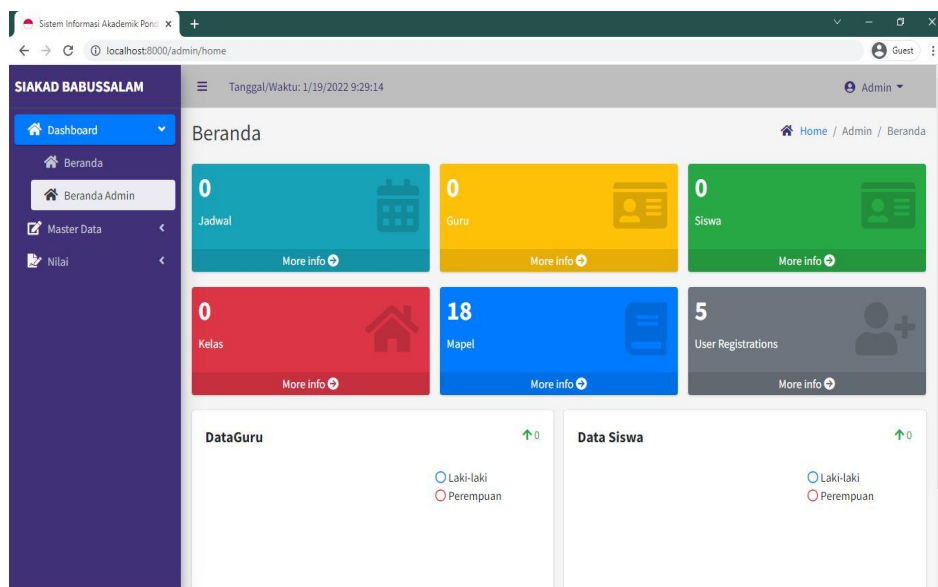 Sistem Informasi Akademik Pond
localhost:8000/admin/home
Guest
SIAKAD BABUSSALAM
Tanggal/Waktu: 1/19/2022 9:29:14
Admin
Dashboard
Beranda
Beranda Admin
Master Data
Nilai
Beranda
Home / Admin / Beranda
0
Jadwal
More info
0
Guru
More info
0
Siswa
More info
0
Kelas
More info
18
Mapel
More info
5
User Registrations
More info
DataGuru
0
Laki-laki
Perempuan
Data Siswa
0
Laki-laki
Perempuan